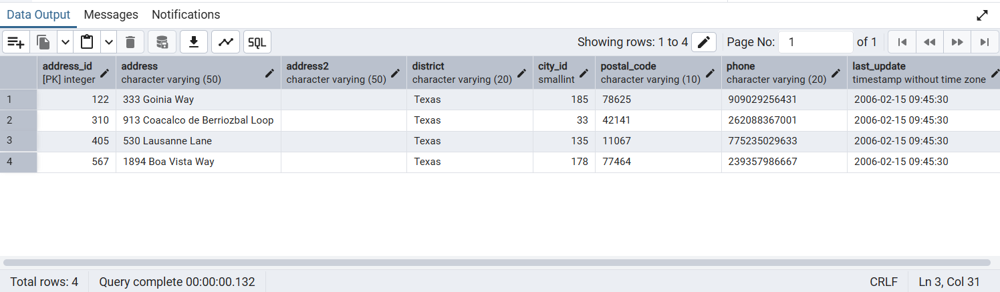 Data Output Messages Notifications
SQL Showing rows: 1 to 4 Page No: 1 of 1
address_id address address2 district city_id postal_code phone last_update
[PK] integer character varying (50) character varying (50) character varying (20) smallint character varying (10) character varying (20) timestamp without time zone
1 122 333 Goinia Way Texas 185 78625 909029256431 2006-02-15 09:45:30
2 310 913 Coacalco de Berriozbal Loop Texas 33 42141 262088367001 2006-02-15 09:45:30
3 405 530 Lausanne Lane Texas 135 11067 775235029633 2006-02-15 09:45:30
4 567 1894 Boa Vista Way Texas 178 77464 239357986667 2006-02-15 09:45:30
Total rows: 4 Query complete 00:00:00.132 CRLF Ln 3, Col 31